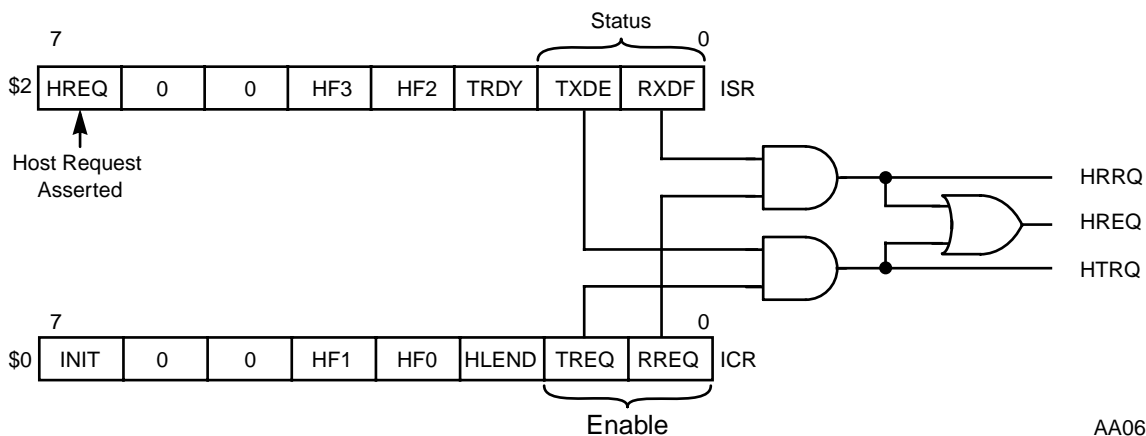 Status
7 0
$2 HREQ 0 0 HF3 HF2 TRDY TXDE RXDF ISR
Host Request
Asserted
HRRQ
HREQ
HTRQ
7 0
$0 INIT 0 0 HF1 HF0 HLEND TREQ RREQ ICR
Enable
AA06